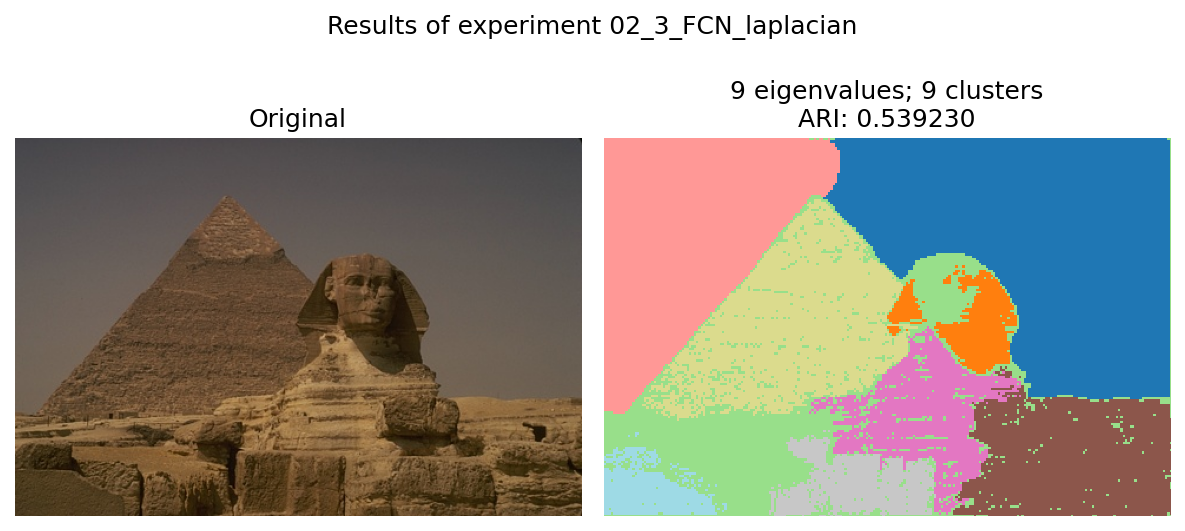 Results of experiment 02_3_FCN_laplacian
Original
9 eigenvalues; 9 clusters
ARI: 0.539230